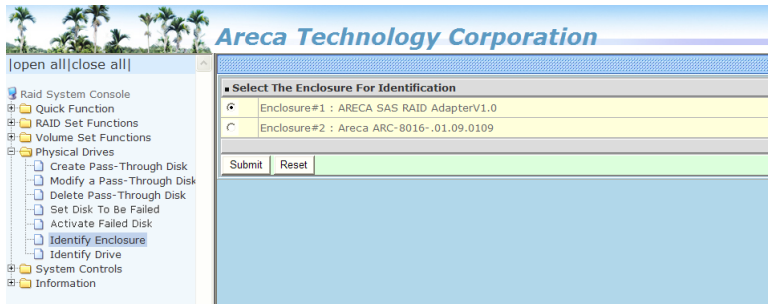 Areca Technology Corporation
|open all|close all|
Raid System Console
Quick Function
RAID Set Functions
Volume Set Functions
Physical Drives
Create Pass-Through Disk
Modify a Pass-Through Disk
Delete Pass-Through Disk
Set Disk To Be Failed
Activate Failed Disk
Identify Enclosure
Identify Drive
System Controls
Information
Select The Enclosure For Identification
Enclosure#1 : ARECA SAS RAID AdapterV1.0
Enclosure#2 : Areca ARC-8016-.01.09.0109
Submit Reset